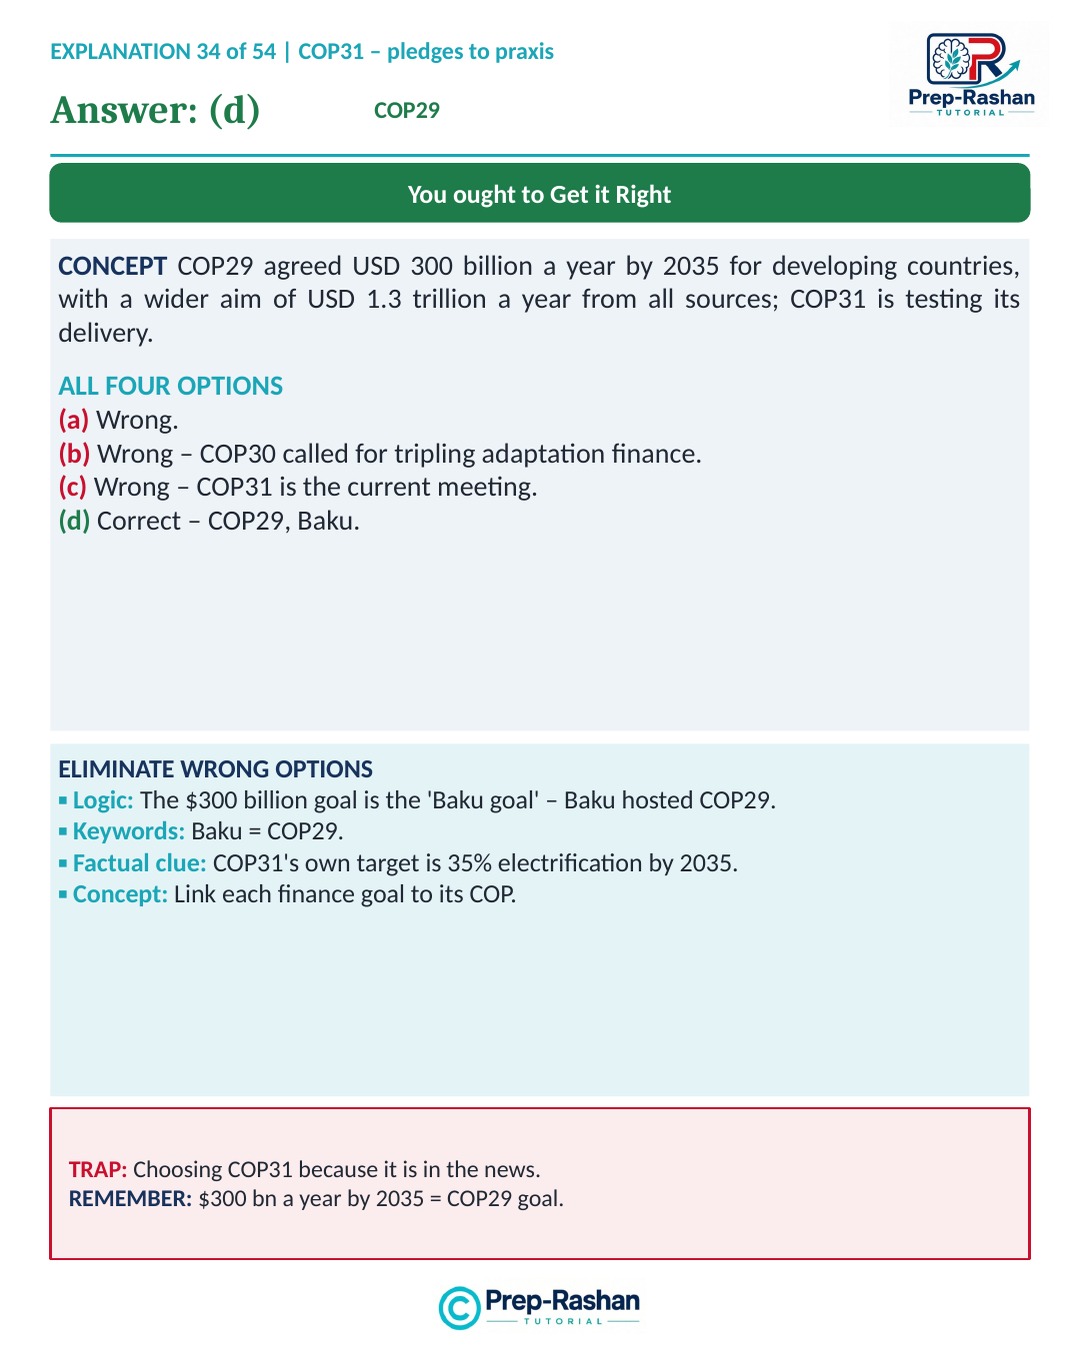 EXPLANATION 34 of 54 | COP31 – pledges to praxis
Prep-Rashan
TUTORIAL
Answer: (d) COP29
You ought to Get it Right
CONCEPT COP29 agreed USD 300 billion a year by 2035 for developing countries,
with a wider aim of USD 1.3 trillion a year from all sources; COP31 is testing its
delivery.
ALL FOUR OPTIONS
(a) Wrong.
(b) Wrong – COP30 called for tripling adaptation finance.
(c) Wrong – COP31 is the current meeting.
(d) Correct – COP29, Baku.
ELIMINATE WRONG OPTIONS
▪ Logic: The $300 billion goal is the 'Baku goal' – Baku hosted COP29.
▪ Keywords: Baku = COP29.
▪ Factual clue: COP31's own target is 35% electrification by 2035.
▪ Concept: Link each finance goal to its COP.
TRAP: Choosing COP31 because it is in the news.
REMEMBER: $300 bn a year by 2035 = COP29 goal.
© Prep-Rashan
TUTORIAL